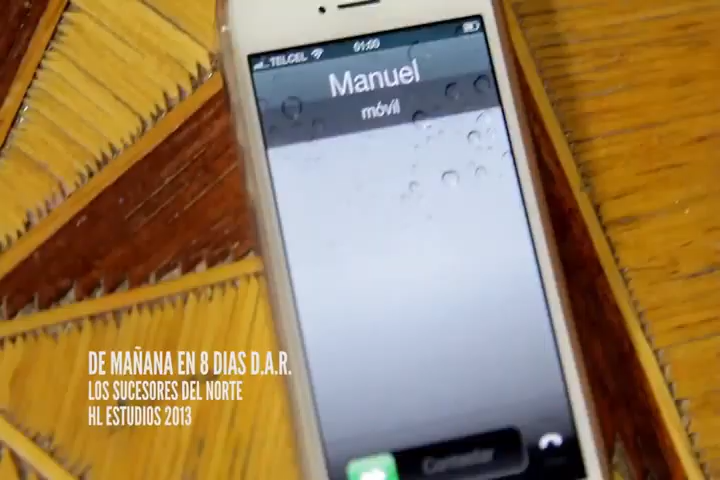 TELCEL 01:00
Manuel
móvil
DE MAÑANA EN 8 DIAS D.A.R.
LOS SUCESORES DEL NORTE
HL ESTUDIOS 2013
Contestar